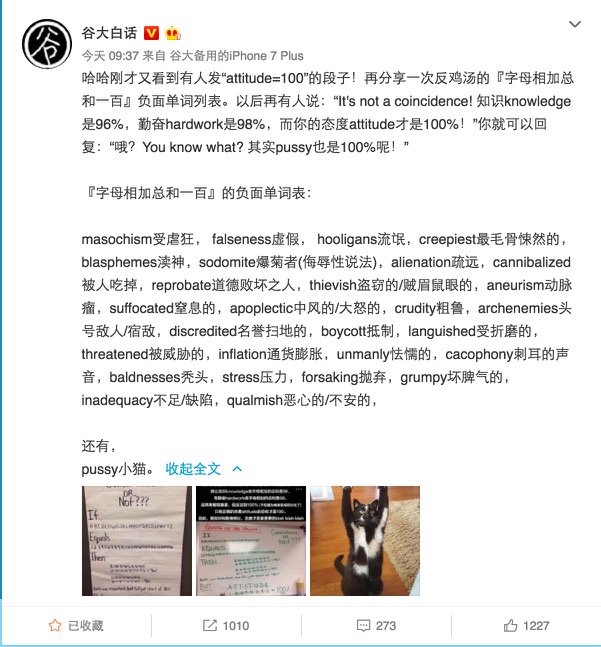 谷大白话
今天 09:37 来自 谷大备用的iPhone 7 Plus
哈哈刚才又看到有人发“attitude=100”的段子！再分享一次反鸡汤的『字母相加总
和一百』负面单词列表。以后再有人说：“It's not a coincidence! 知识knowledge
是96%，勤奋hardwork是98%，而你的态度attitude才是100%！”你就可以回
复：“哦？You know what? 其实pussy也是100%呢！”
『字母相加总和一百』的负面单词表：
masochism受虐狂， falseness虚假， hooligans流氓，creepiest最毛骨悚然的，
blasphemes渎神，sodomite爆菊者(侮辱性说法)，alienation疏远，cannibalized
被人吃掉，reprobate道德败坏之人，thievish盗窃的/贼眉鼠眼的，aneurism动脉
瘤，suffocated窒息的，apoplectic中风的/大怒的，crudity粗鲁，archenemies头
号敌人/宿敌，discredited名誉扫地的，boycott抵制，languished受折磨的，
threatened被威胁的，inflation通货膨胀，unmanly怯懦的，cacophony刺耳的声
音，baldnesses秃头，stress压力，forsaking抛弃，grumpy坏脾气的，
inadequacy不足/缺陷，qualmish恶心的/不安的，
还有，
pussy小猫。 收起全文
OR
Not???
If
Equals
Then
OR
Not ???
If
EQUALS
THEN
BUT ATTITUDE
已收藏
1010
273
1227